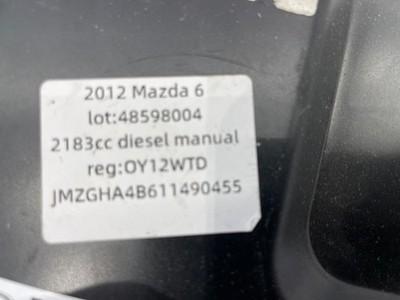 2012 Mazda 6
lot:48598004
2183cc diesel manual
reg:OY12WTD
JMZGHA4B611490455